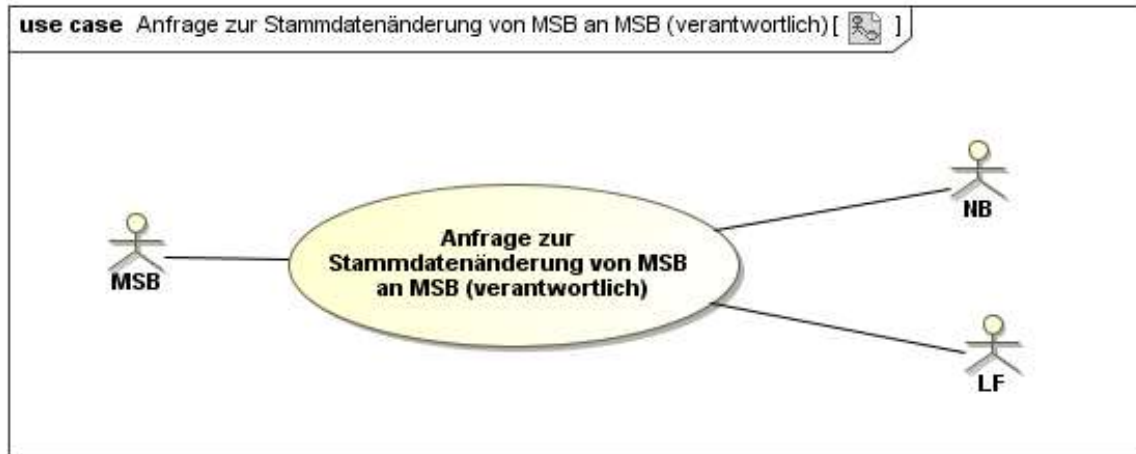 use case Anfrage zur Stammdatenänderung von MSB an MSB (verantwortlich) [ ]
NB
Anfrage zur
Stammdatenänderung von MSB
an MSB (verantwortlich)
MSB
LF